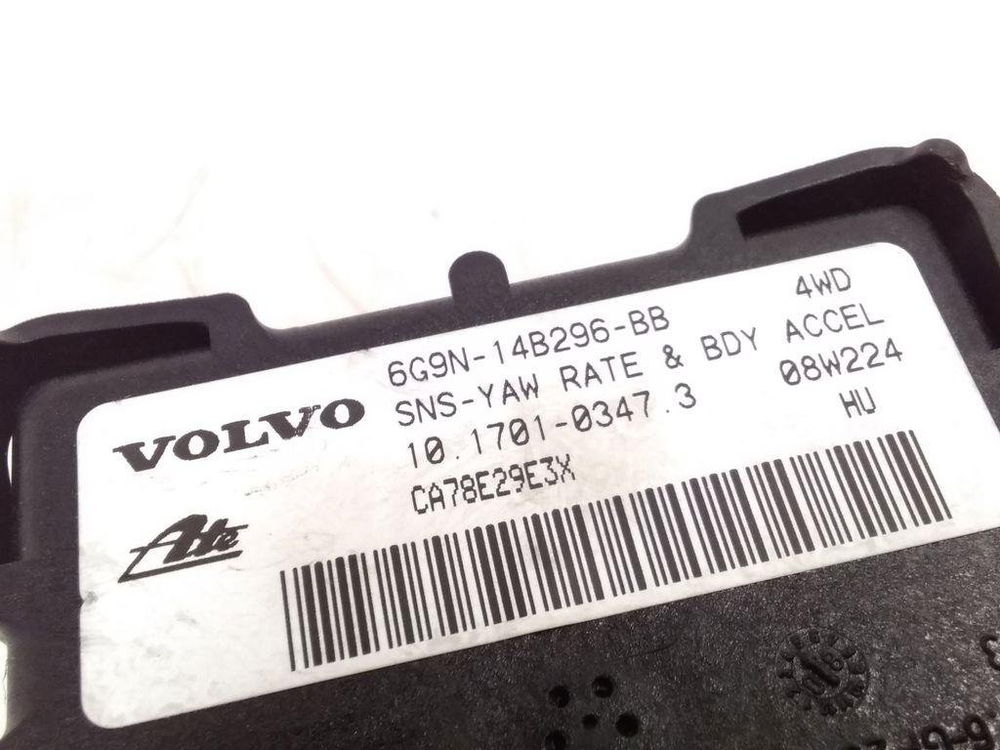 6G9N-14B296-BB 4WD
SNS-YAW RATE & BDY ACCEL
VOLVO 10.1701-0347.3 08W224
CA78E29E3X HU
Ate